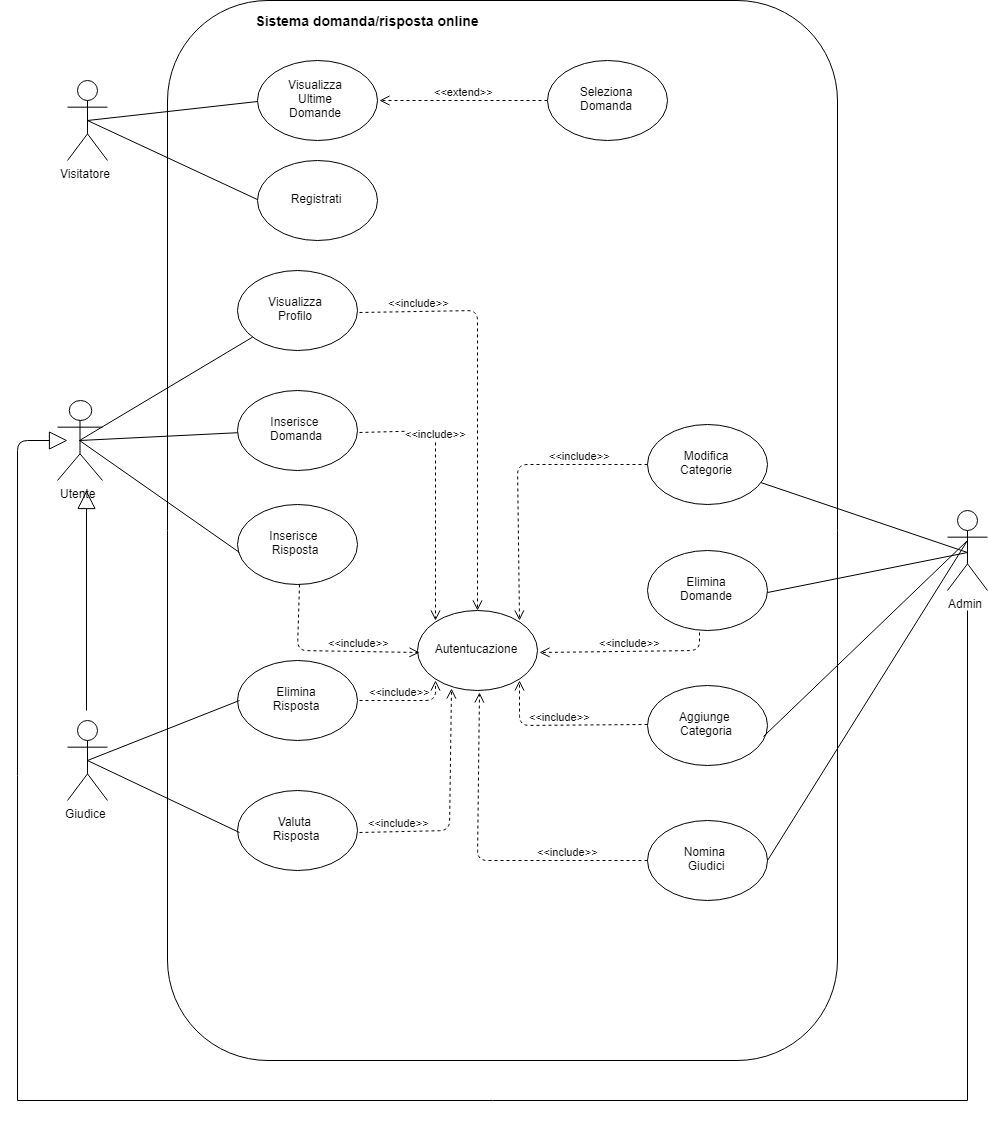 Sistema domanda/risposta online
Visualizza
Ultime
Domande
<<extend>>
Seleziona
Domanda
Visitatore
Registrati
Visualizza
Profilo
<<include>>
Inserisce
Domanda
<<include>>
Utente
Modifica
Categorie
<<include>>
Inserisce
Risposta
<<include>>
Elimina
Domande
<<include>>
Admin
Autentucazione
Elimina
Risposta
<<include>>
Aggiunge
Categoria
<<include>>
Giudice
Valuta
Risposta
<<include>>
Nomina
Giudici
<<include>>